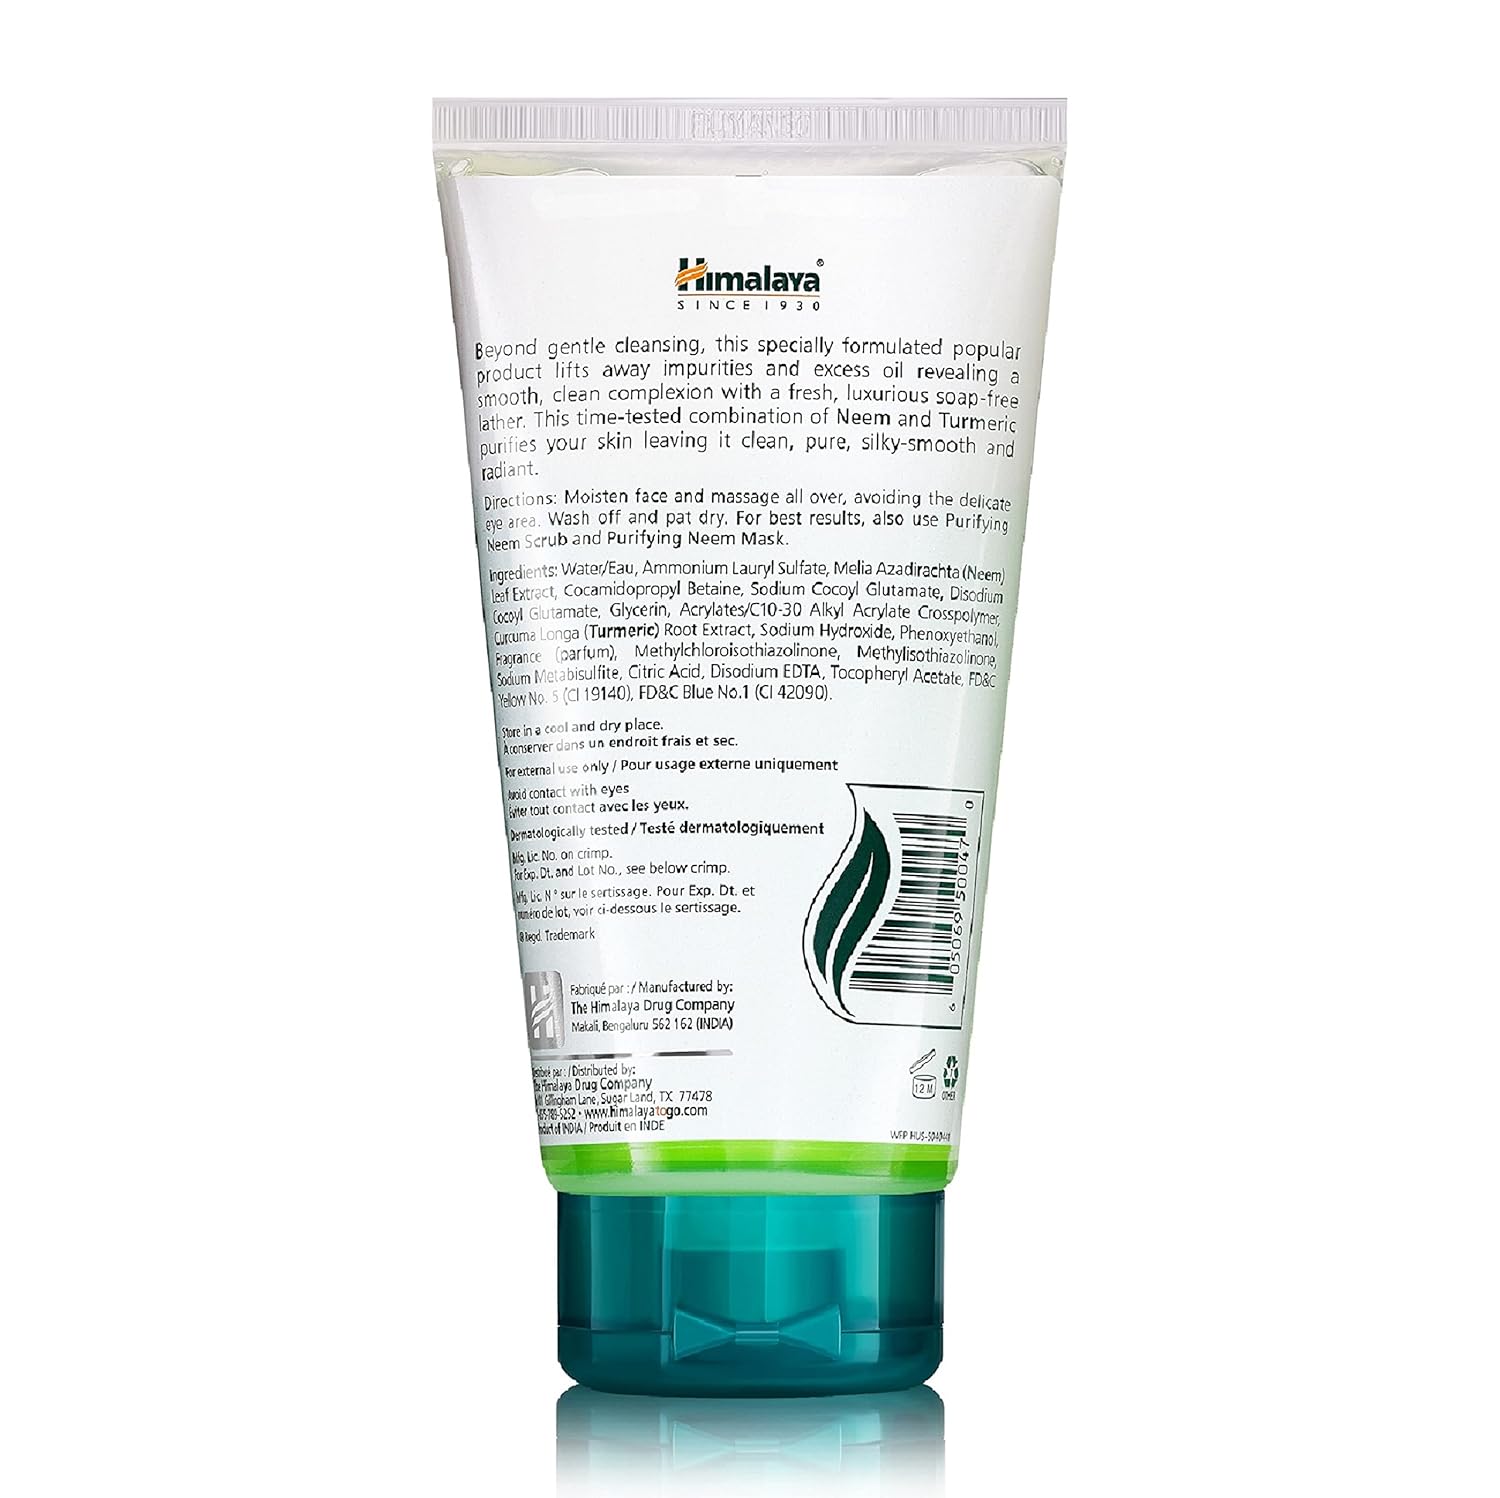 Himalaya®
SINCE 1930
Beyond gentle cleansing, this specially formulated popular
product lifts away impurities and excess oil revealing a
smooth, clean complexion with a fresh, luxurious soap-free
lather. This time-tested combination of Neem and Turmeric
purifies your skin leaving it clean, pure, silky-smooth and
radiant.
Directions: Moisten face and massage all over, avoiding the delicate
eye area. Wash off and pat dry. For best results, also use Purifying
Neem Scrub and Purifying Neem Mask.
Ingredients: Water/Eau, Ammonium Lauryl Sulfate, Melia Azadirachta (Neem)
Leaf Extract, Cocamidopropyl Betaine, Sodium Cocoyl Glutamate, Disodium
Cocoyl Glutamate, Glycerin, Acrylates/C10-30 Alkyl Acrylate Crosspolymer,
Curcuma Longa (Turmeric) Root Extract, Sodium Hydroxide, Phenoxyethanol,
Fragrance (parfum), Methylchloroisothiazolinone, Methylisothiazolinone,
Sodium Metabisulfite, Citric Acid, Disodium EDTA, Tocopheryl Acetate, FD&C
Yellow No. 5 (CI 19140), FD&C Blue No.1 (CI 42090).
Store in a cool and dry place.
À conserver dans un endroit frais et sec.
For external use only / Pour usage externe uniquement
Avoid contact with eyes
Éviter tout contact avec les yeux.
Dermatologically tested / Testé dermatologiquement
Mfg. Lic. No. on crimp.
For Exp. Dt. and Lot No., see below crimp.
Mfg. Lic. N° sur le sertissage. Pour Exp. Dt. et
numéro de lot, voir ci-dessous le sertissage.
® Regd. Trademark
6 05069 50047 0
Fabriqué par : / Manufactured by:
The Himalaya Drug Company
Makali, Bengaluru 562 162 (INDIA)
par : / Distributed by:
The Himalaya Drug Company
Gillingham Lane, Sugar Land, TX 77478
www.himalayatogo.com
of INDIA / Produit en INDE
12 M
7
OTHER
WFP HUS-